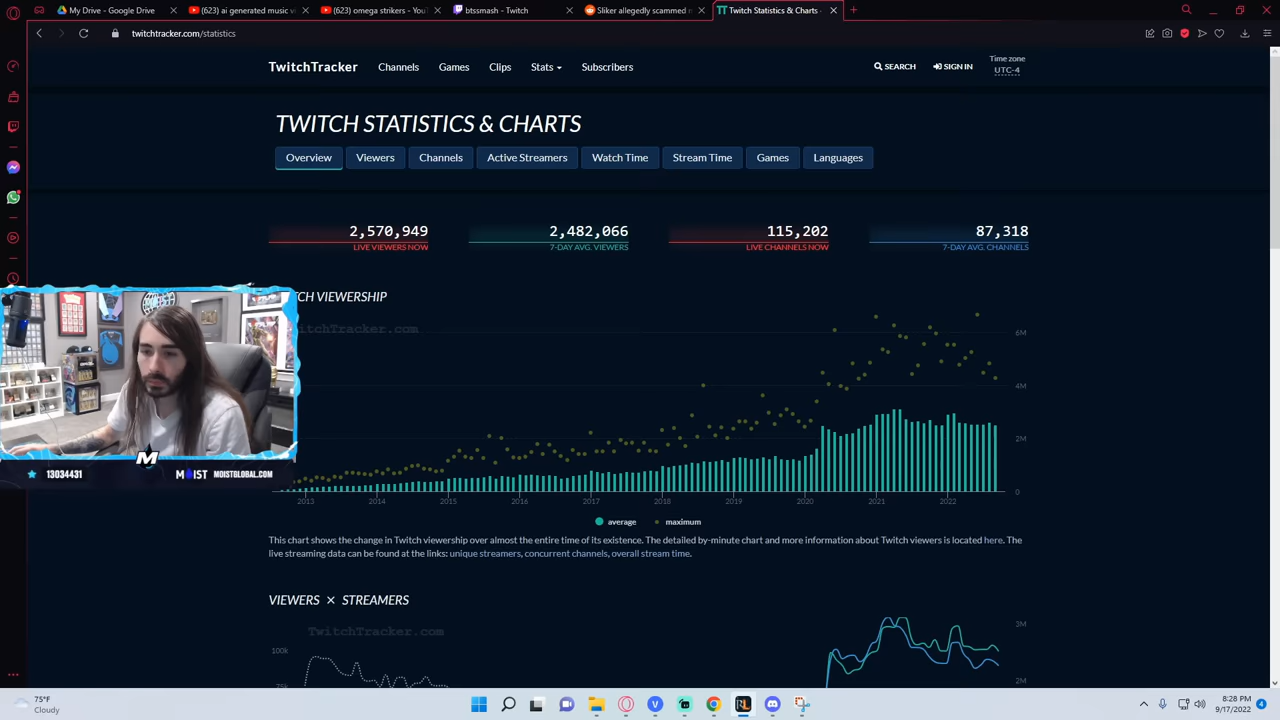 My Drive - Google Drive
(623) ai generated music vi
(623) omega strikers - YouT
btssmash - Twitch
Sliker allegedly scammed n
Twitch Statistics & Charts -
twitchtracker.com/statistics
TwitchTracker
Channels
Games
Clips
Stats
Subscribers
SEARCH
SIGN IN
Time zone
UTC-4
TWITCH STATISTICS & CHARTS
Overview
Viewers
Channels
Active Streamers
Watch Time
Stream Time
Games
Languages
2,570,949
LIVE VIEWERS NOW
2,482,066
7-DAY AVG. VIEWERS
115,202
LIVE CHANNELS NOW
87,318
7-DAY AVG. CHANNELS
CH VIEWERSHIP
itchTracker.com
6M
4M
2M
0
2013
2014
2015
2016
2017
2018
2019
2020
2021
2022
average
maximum
M
13034431
MOIST
MOISTGLOBAL.COM
This chart shows the change in Twitch viewership over almost the entire time of its existence. The detailed by-minute chart and more information about Twitch viewers is located here. The
live streaming data can be found at the links: unique streamers, concurrent channels, overall stream time.
VIEWERS × STREAMERS
TwitchTracker.com
100k
75k
3M
2M
75°F
Cloudy
8:28 PM
9/17/2022
4